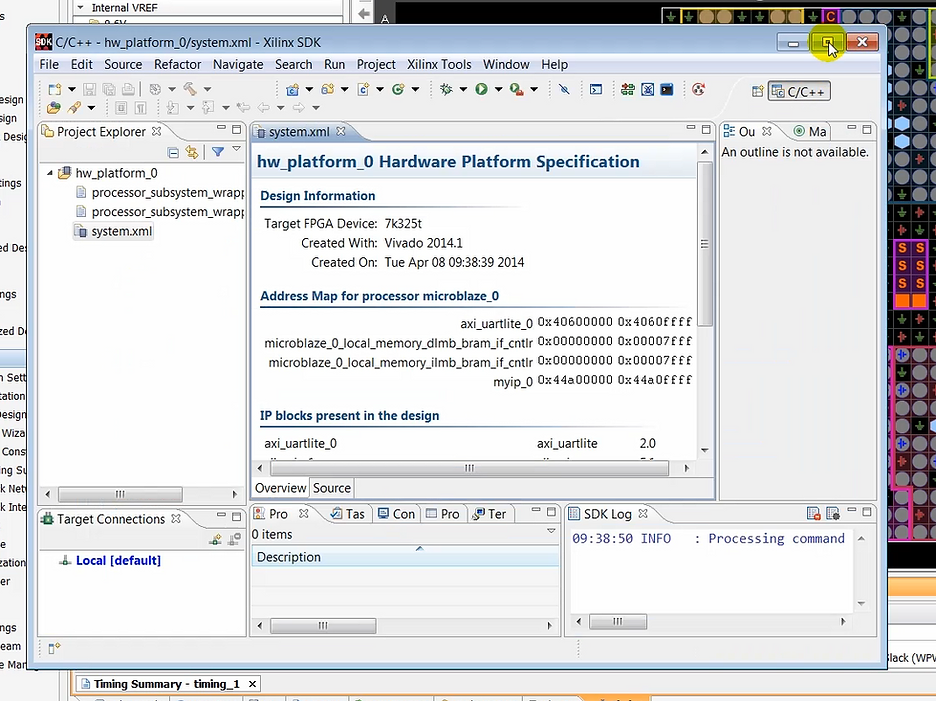 Internal VREF
0.6V
A
C
C/C++ - hw_platform_0/system.xml - Xilinx SDK
File Edit Source Refactor Navigate Search Run Project Xilinx Tools Window Help
C/C++
Project Explorer
hw_platform_0
processor_subsystem_wrapp
processor_subsystem_wrapp
system.xml
system.xml
hw_platform_0 Hardware Platform Specification
Design Information
Target FPGA Device: 7k325t
Created With: Vivado 2014.1
Created On: Tue Apr 08 09:38:39 2014
Address Map for processor microblaze_0
axi_uartlite_0 0x40600000 0x4060ffff
microblaze_0_local_memory_dlmb_bram_if_cntlr 0x00000000 0x00007fff
microblaze_0_local_memory_ilmb_bram_if_cntlr 0x00000000 0x00007fff
myip_0 0x44a00000 0x44a0ffff
IP blocks present in the design
axi_uartlite_0 axi_uartlite 2.0
Overview Source
Ou Ma
An outline is not available.
S S
S S
S S
Target Connections
Local [default]
Pro Tas Con Pro Ter
0 items
Description
SDK Log
09:38:50 INFO : Processing command
Slack (WPW
Timing Summary - timing_1